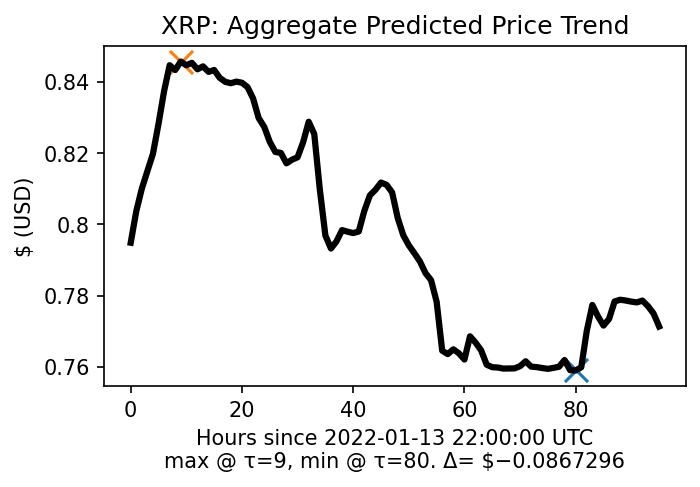 XRP: Aggregate Predicted Price Trend
0.84
0.82
0.8
0.78
0.76
$ (USD)
0
20
40
60
80
Hours since 2022-01-13 22:00:00 UTC
max @ τ=9, min @ τ=80. Δ= $−0.0867296